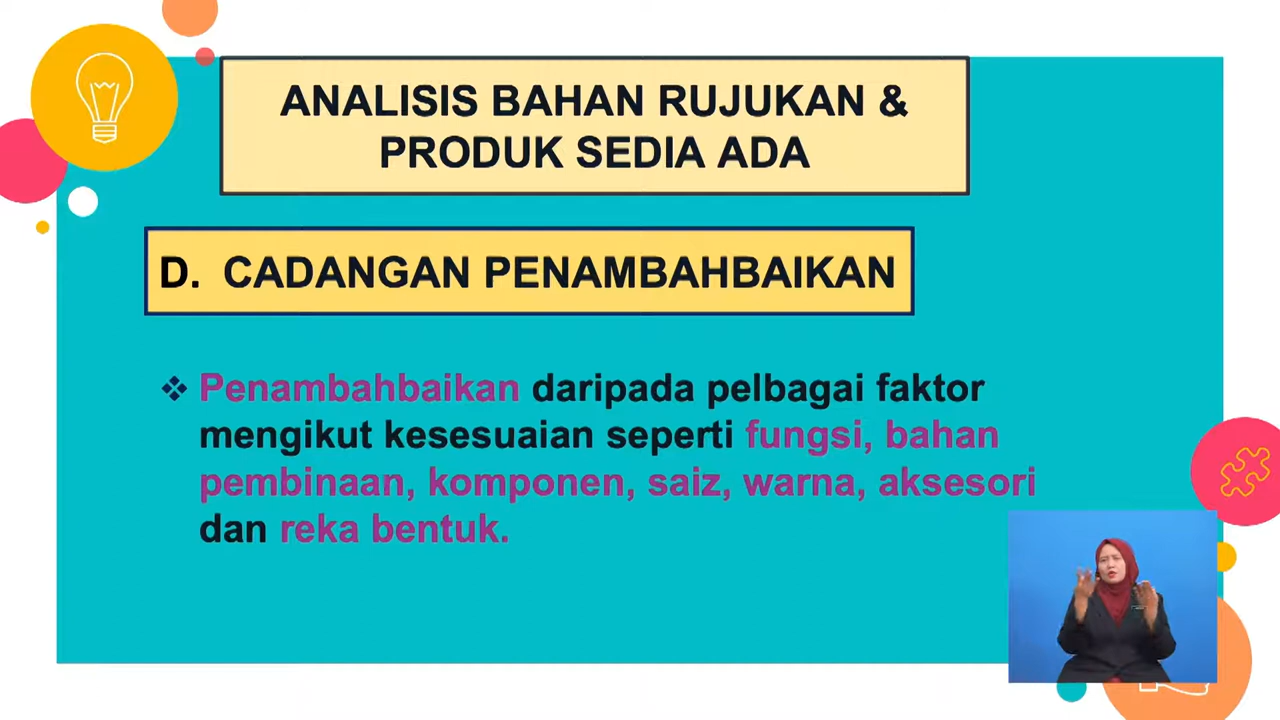 ANALISIS BAHAN RUJUKAN &
PRODUK SEDIA ADA
D. CADANGAN PENAMBAHBAIKAN
❖ Penambahbaikan daripada pelbagai faktor
mengikut kesesuaian seperti fungsi, bahan
pembinaan, komponen, saiz, warna, aksesori
dan reka bentuk.